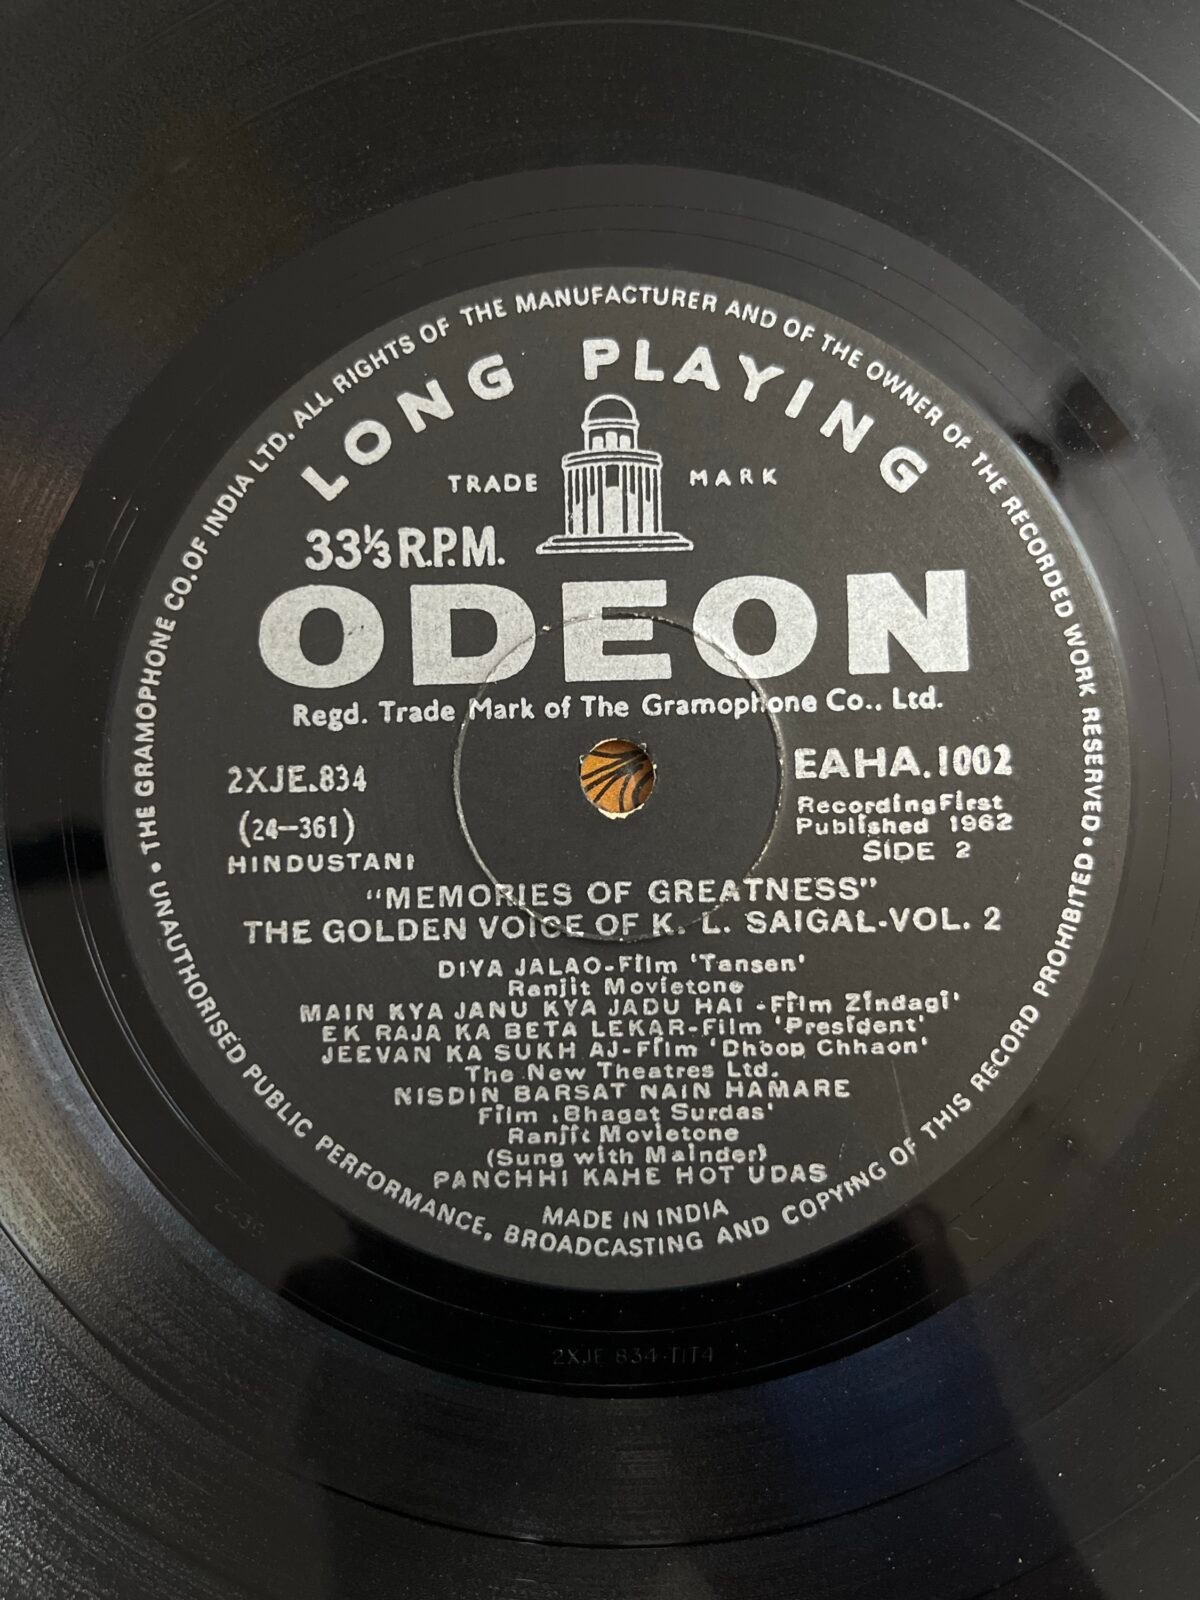 THE GRAMOPHONE CO. OF INDIA LTD. ALL RIGHTS OF THE MANUFACTURER AND OF THE OWNER OF THE RECORDED WORK RESERVED •
LONG PLAYING
TRADE MARK
33⅓ R.P.M.
ODEON
Regd. Trade Mark of The Gramophone Co.. Ltd.
2XJE.834
(24—361)
HINDUSTANI
EAHA.1002
Recording First
Published 1962
SIDE 2
"MEMORIES OF GREATNESS"
THE GOLDEN VOICE OF K. L. SAIGAL-VOL. 2
DIYA JALAO-Film 'Tansen'
Ranjit Movietone
MAIN KYA JANU KYA JADU HAI -Film Zindagi'
EK RAJA KA BETA LEKAR-Film 'President'
JEEVAN KA SUKH AJ-Film 'Dhoop Chhaon'
The New Theatres Ltd.
NISDIN BARSAT NAIN HAMARE
Film ,Bhagat Surdas'
Ranjit Movietone
(Sung with Mainder)
PANCHHI KAHE HOT UDAS
MADE IN INDIA
• UNAUTHORISED PUBLIC PERFORMANCE, BROADCASTING AND COPYING OF THIS RECORD PROHIBITED
2XJE 834-T1T4